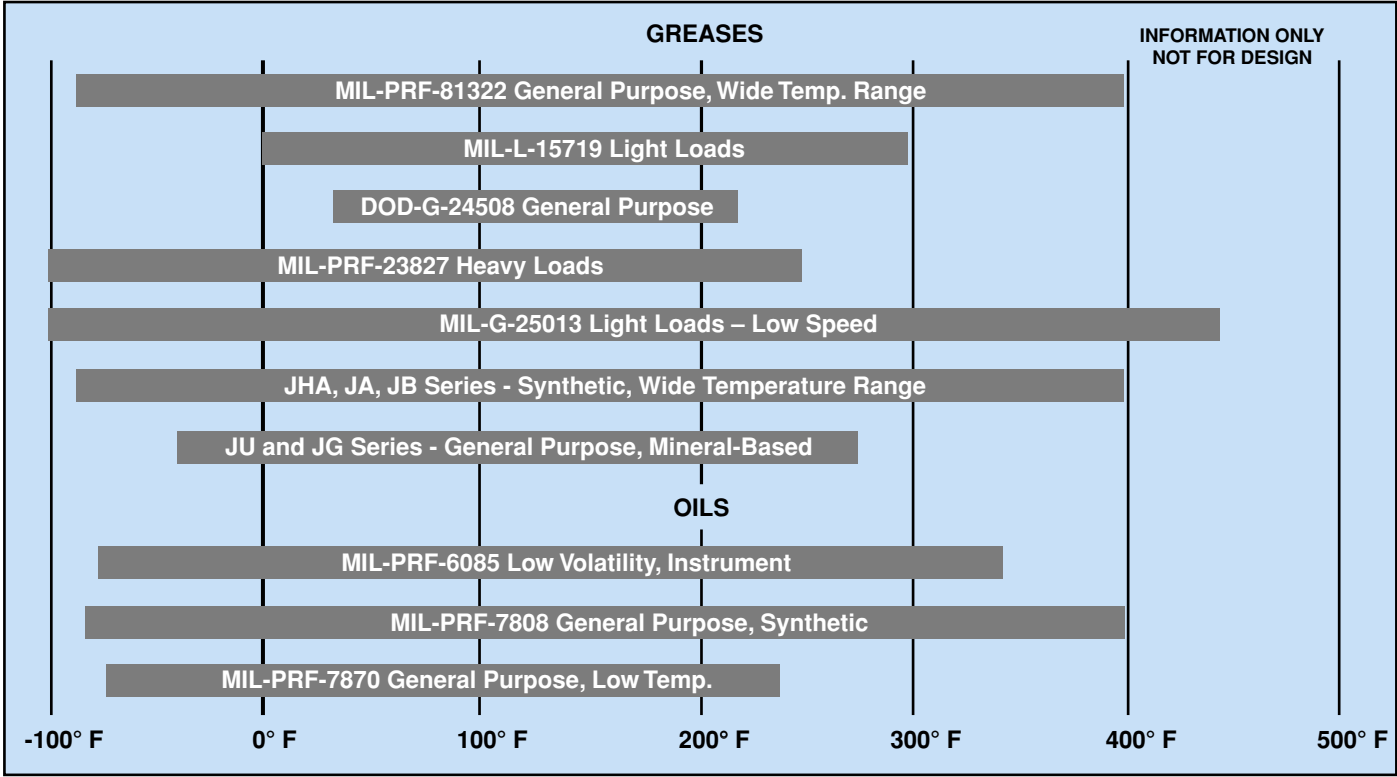 GREASES
INFORMATION ONLY
NOT FOR DESIGN
MIL-PRF-81322 General Purpose, Wide Temp. Range
MIL-L-15719 Light Loads
DOD-G-24508 General Purpose
MIL-PRF-23827 Heavy Loads
MIL-G-25013 Light Loads – Low Speed
JHA, JA, JB Series - Synthetic, Wide Temperature Range
JU and JG Series - General Purpose, Mineral-Based
OILS
MIL-PRF-6085 Low Volatility, Instrument
MIL-PRF-7808 General Purpose, Synthetic
MIL-PRF-7870 General Purpose, Low Temp.
-100° F 0° F 100° F 200° F 300° F 400° F 500° F